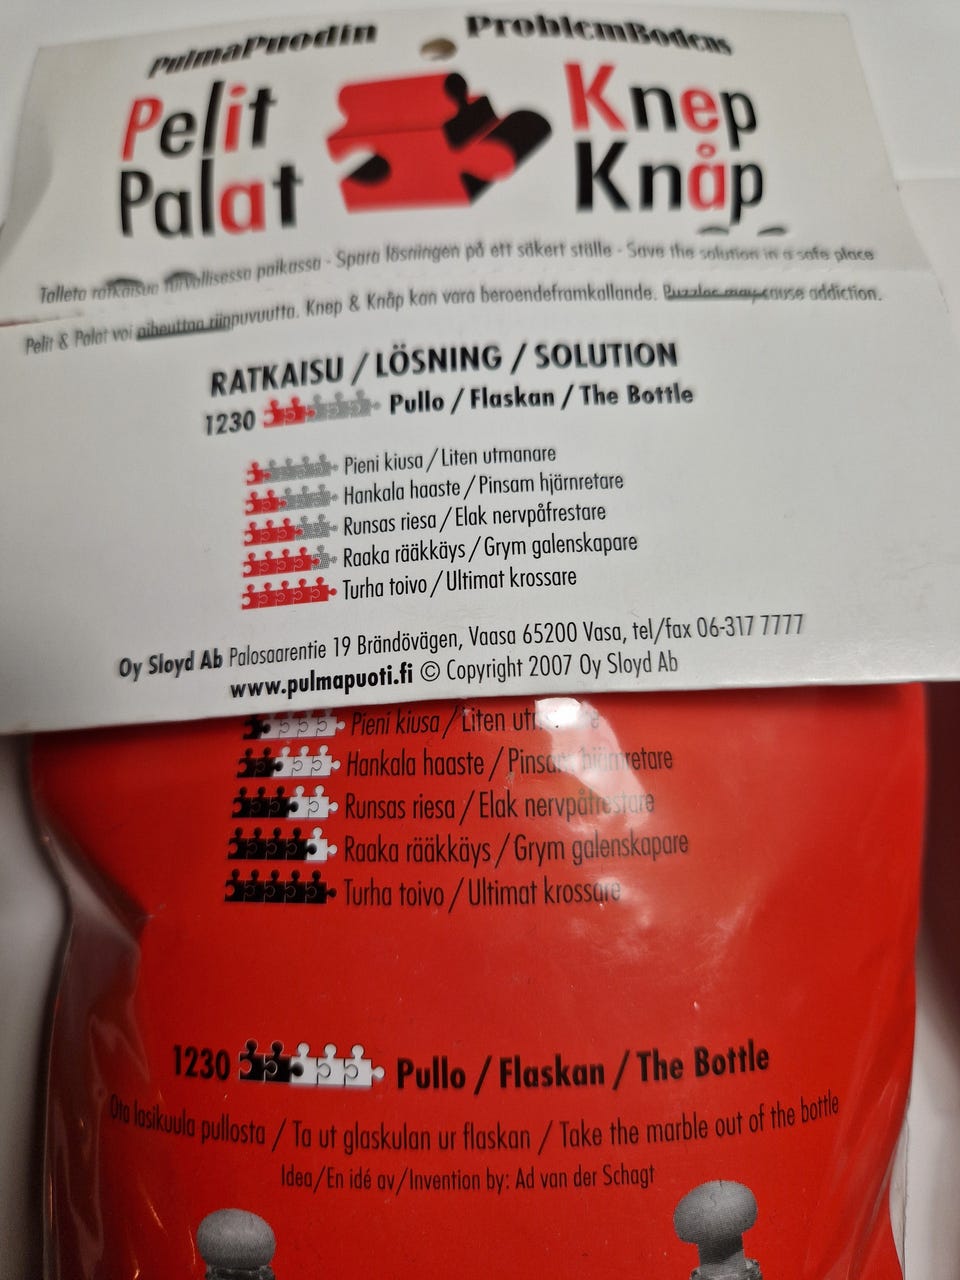 PulmaPuodin ProblemBodens
Pelit Knep
Palat Knåp
Talleta ratkaisua turvallisessa paikassa - Spara lösningen på ett säkert ställe - Save the solution in a safe place
Pelit & Palat voi aiheuttaa riippuvuutta. Knep & Knåp kan vara beroendeframkallande. Puzzles may cause addiction.
RATKAISU / LÖSNING / SOLUTION
1230 Pullo / Flaskan / The Bottle
Pieni kiusa / Liten utmanare
Hankala haaste / Pinsam hjärnretare
Runsas riesa / Elak nervpåfrestare
Raaka rääkkäys / Grym galenskapare
Turha toivo / Ultimat krossare
Oy Sloyd Ab Palosaarentie 19 Brändövägen, Vaasa 65200 Vasa, tel/fax 06-317 7777
www.pulmapuoti.fi © Copyright 2007 Oy Sloyd Ab
Pieni kiusa / Liten
Hankala haaste / Pinsam hjärnretare
Runsas riesa / Elak nervpåfrestare
Raaka rääkkäys / Grym galenskapare
Turha toivo / Ultimat krossare
1230 Pullo / Flaskan / The Bottle
Ota lasikuula pullosta / Ta ut glaskulan ur flaskan / Take the marble out of the bottle
Idea/En idé av/Invention by: Ad van der Schagt